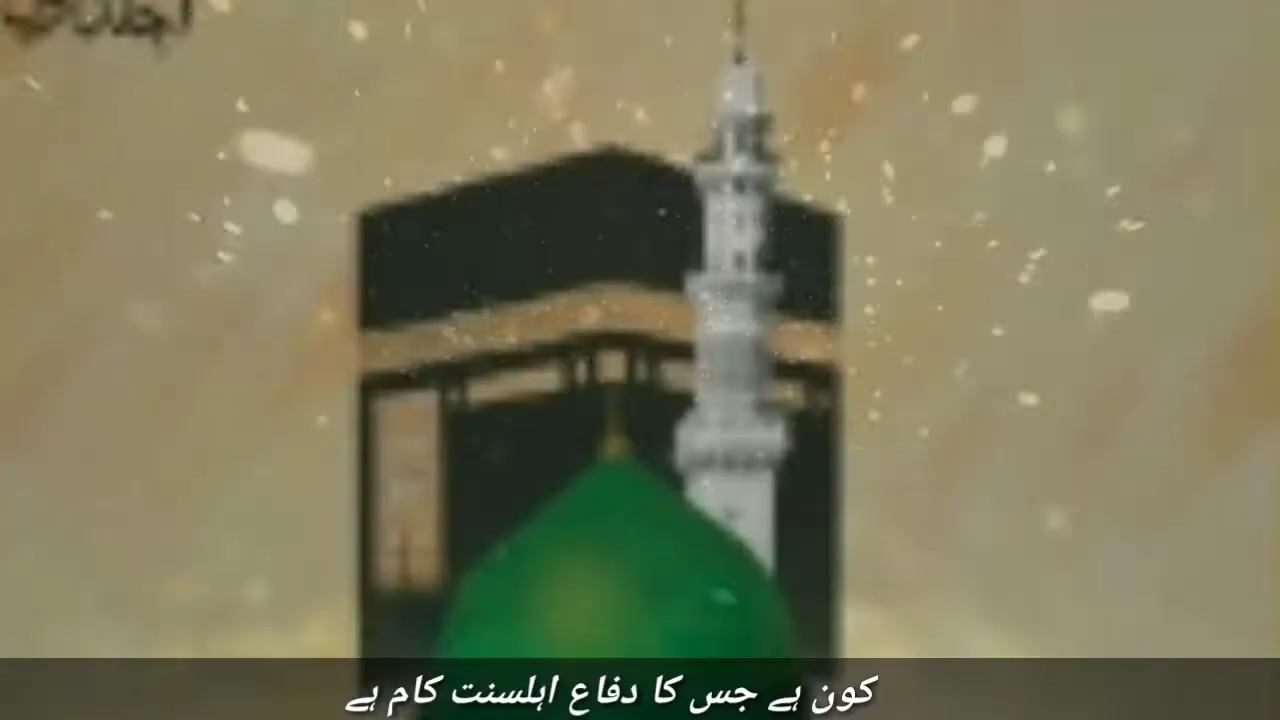 کون ہے جس کا دفاع اہلسنت کام ہے